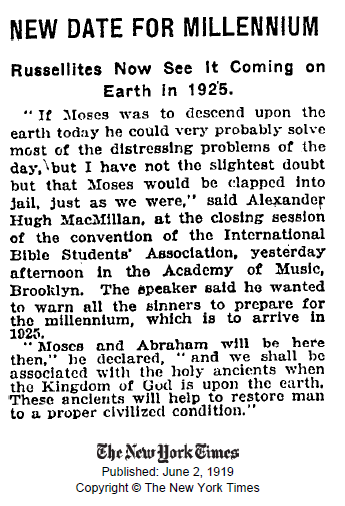 NEW DATE FOR MILLENNIUM
Russellites Now See It Coming on
Earth in 1925.
"If Moses was to descend upon the
earth today he could very probably solve
most of the distressing problems of the
day, but I have not the slightest doubt
but that Moses would be clapped into
jail, just as we were," said Alexander
Hugh MacMillan, at the closing session
of the convention of the International
Bible Students' Association, yesterday
afternoon in the Academy of Music,
Brooklyn. The speaker said he wanted
to warn all the sinners to prepare for
the millennium, which is to arrive in
1925.
"Moses and Abraham will be here
then," he declared, "and we shall be
associated with the holy ancients when
the Kingdom of God is upon the earth.
These ancients will help to restore man
to a proper civilized condition."
The New York Times
Published: June 2, 1919
Copyright © The New York Times